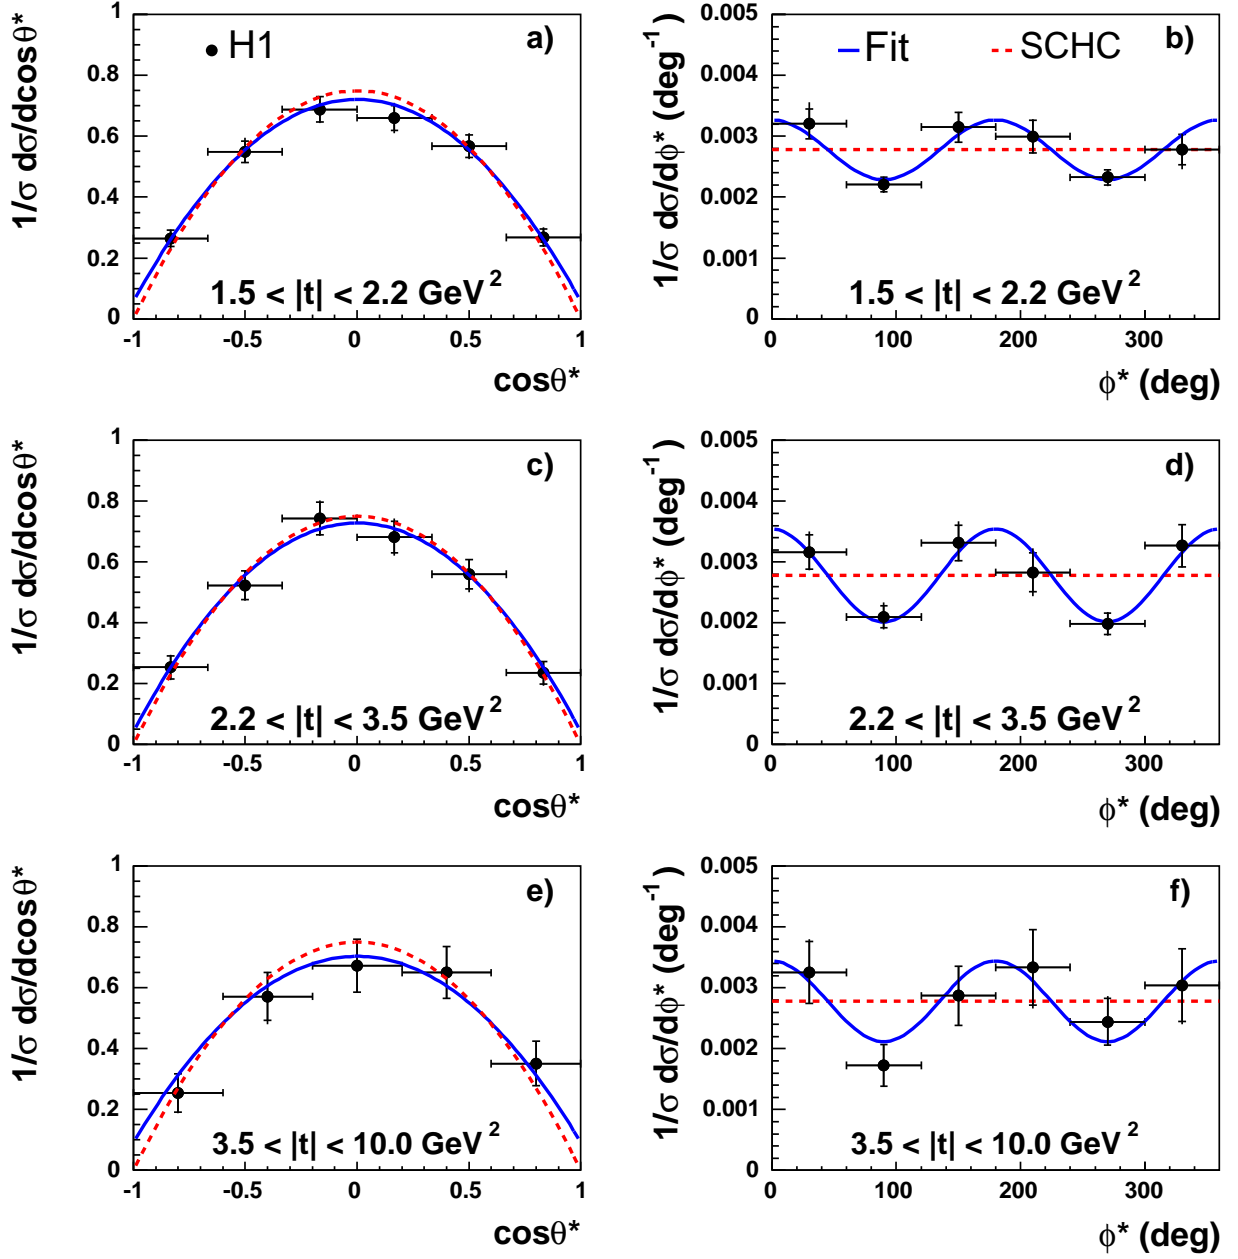 1/σ dσ/dcosθ*
1
0.8
0.6
0.4
0.2
0
H1
a)
1.5 < |t| < 2.2 GeV²
-1 -0.5 0 0.5 1
cosθ*
1/σ dσ/dϕ* (deg⁻¹)
0.005
0.004
0.003
0.002
0.001
0
Fit SCHC b)
1.5 < |t| < 2.2 GeV²
0 100 200 300
ϕ* (deg)
1/σ dσ/dcosθ*
1
0.8
0.6
0.4
0.2
0
c)
2.2 < |t| < 3.5 GeV²
-1 -0.5 0 0.5 1
cosθ*
1/σ dσ/dϕ* (deg⁻¹)
0.005
0.004
0.003
0.002
0.001
0
d)
2.2 < |t| < 3.5 GeV²
0 100 200 300
ϕ* (deg)
1/σ dσ/dcosθ*
1
0.8
0.6
0.4
0.2
0
e)
3.5 < |t| < 10.0 GeV²
-1 -0.5 0 0.5 1
cosθ*
1/σ dσ/dϕ* (deg⁻¹)
0.005
0.004
0.003
0.002
0.001
0
f)
3.5 < |t| < 10.0 GeV²
0 100 200 300
ϕ* (deg)